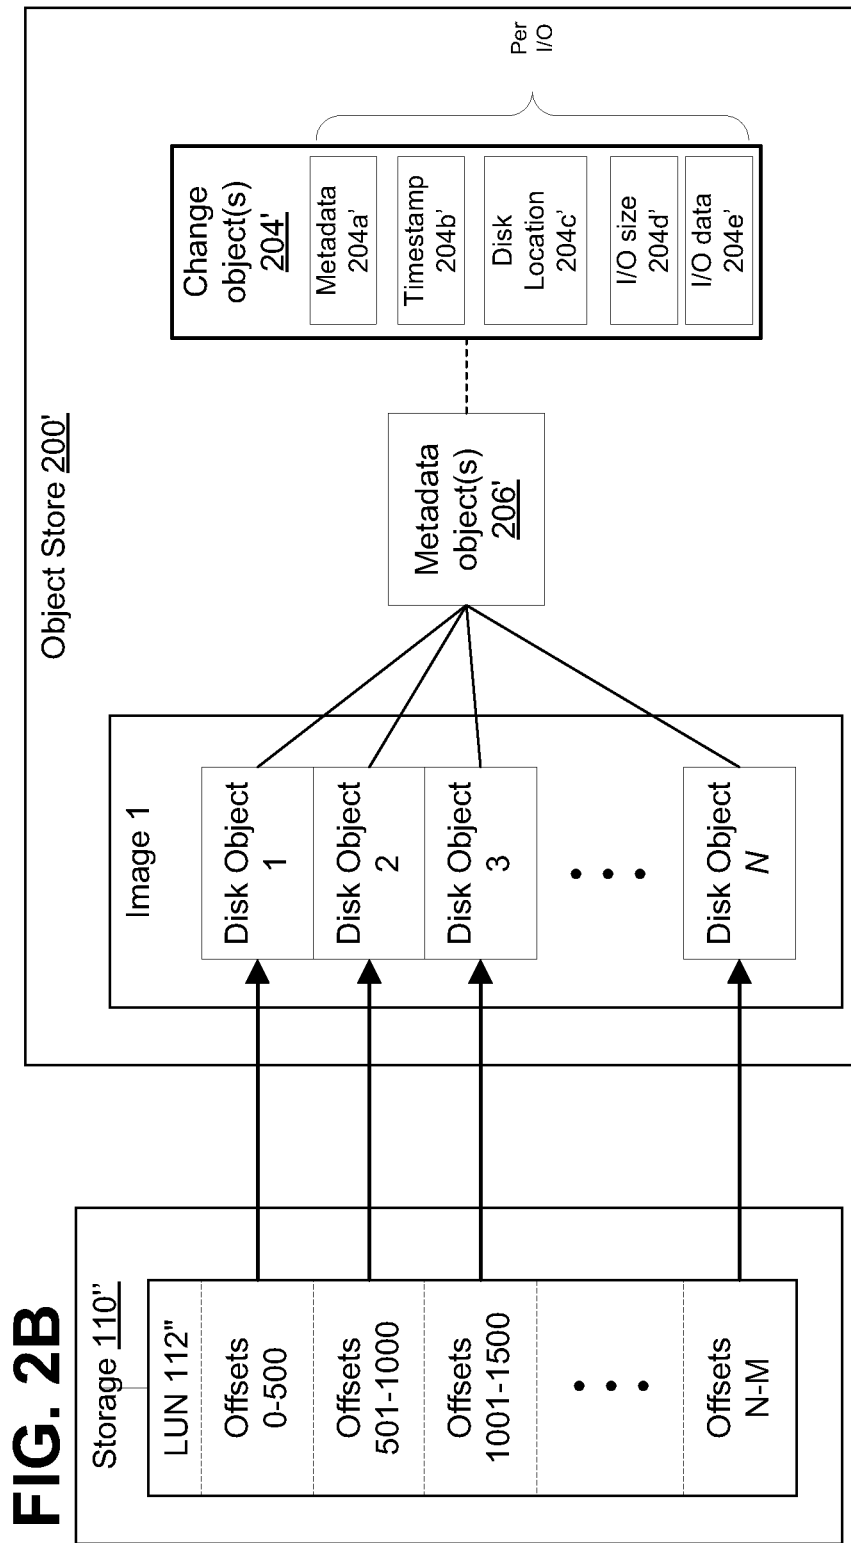 FIG. 2B
Storage 110"
LUN 112"
Offsets
0-500
Offsets
501-1000
Offsets
1001-1500
Offsets
N-M
Object Store 200'
Image 1
Disk Object
1
Disk Object
2
Disk Object
3
Disk Object
N
Metadata
object(s)
206'
Change
object(s)
204'
Metadata
204a'
Timestamp
204b'
Disk
Location
204c'
I/O size
204d'
I/O data
204e'
Per
I/O